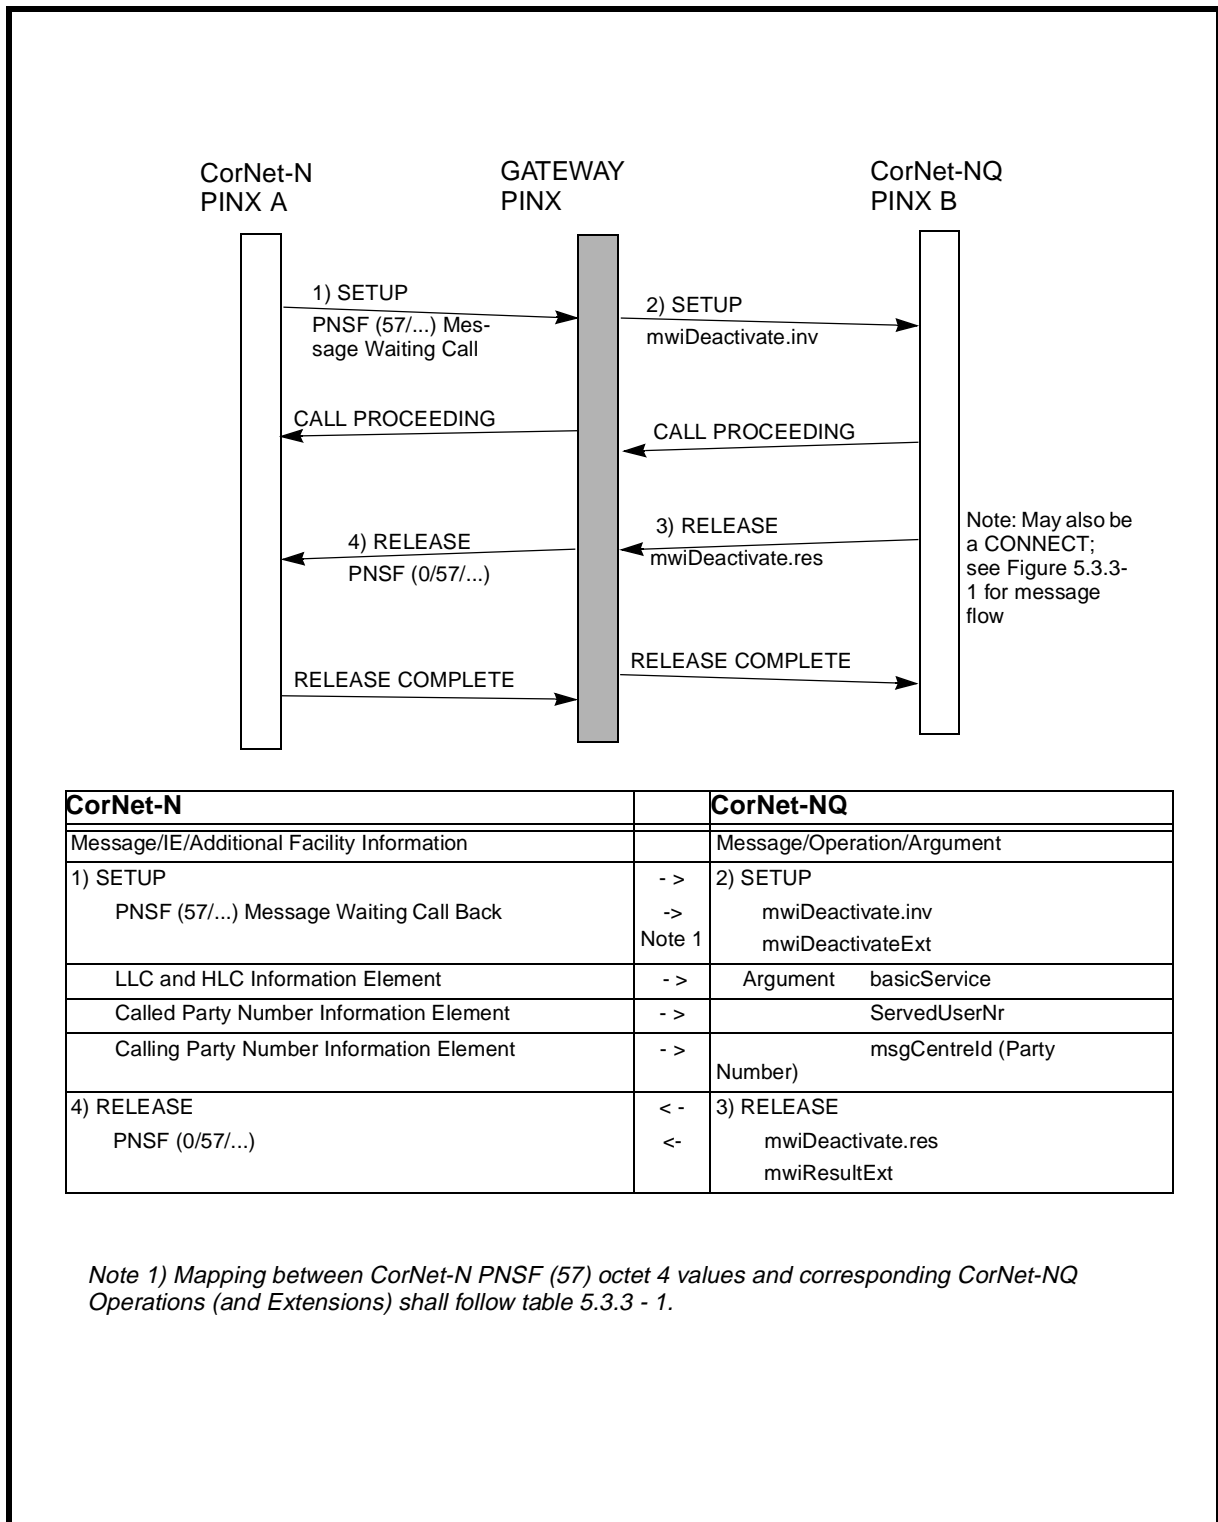 CorNet-N
PINX A
GATEWAY
PINX
CorNet-NQ
PINX B
1) SETUP
PNSF (57/...) Mes-
sage Waiting Call
2) SETUP
mwiDeactivate.inv
CALL PROCEEDING
CALL PROCEEDING
3) RELEASE
mwiDeactivate.res
4) RELEASE
PNSF (0/57/...)
Note: May also be
a CONNECT;
see Figure 5.3.3-
1 for message
flow
RELEASE COMPLETE
RELEASE COMPLETE
CorNet-N CorNet-NQ
Message/IE/Additional Facility Information Message/Operation/Argument
1) SETUP - > 2) SETUP
PNSF (57/...) Message Waiting Call Back -> mwiDeactivate.inv
Note 1 mwiDeactivateExt
LLC and HLC Information Element - > Argument basicService
Called Party Number Information Element - > ServedUserNr
Calling Party Number Information Element - > msgCentreId (Party
Number)
4) RELEASE < - 3) RELEASE
PNSF (0/57/...) <- mwiDeactivate.res
mwiResultExt
Note 1) Mapping between CorNet-N PNSF (57) octet 4 values and corresponding CorNet-NQ
Operations (and Extensions) shall follow table 5.3.3 - 1.